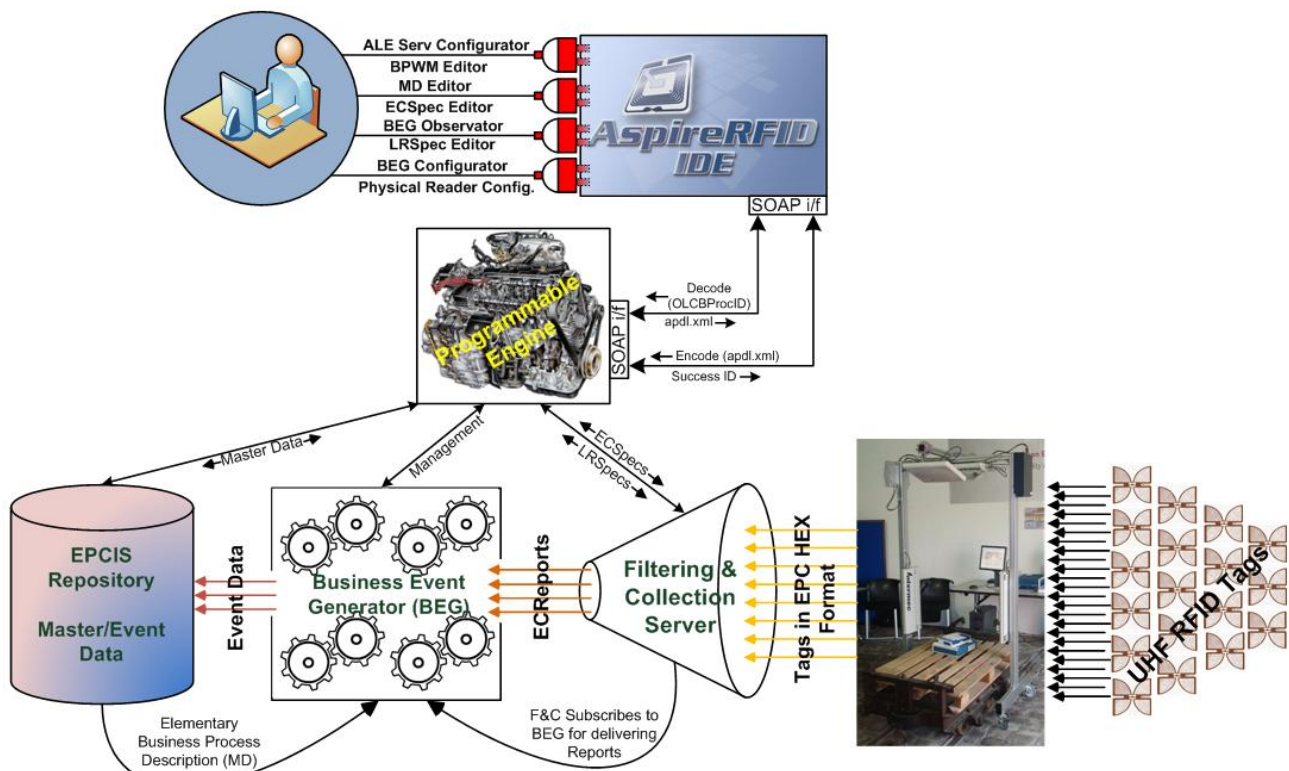 ALE Serv Configurator
BPWM Editor
MD Editor
ECSpec Editor
BEG Observator
LRSpec Editor
BEG Configurator
Physical Reader Config.
AspireRFID
IDE
SOAP i/f
Programmable
Engine
SOAP i/f
Decode
(OLCBProcID)
apdl.xml
Encode (apdl.xml)
Success ID
Master Data
Management
ECSpecs
LRSpecs
EPCIS
Repository
Master/Event
Data
Event Data
Business Event
Generator (BEG)
ECReports
Filtering &
Collection
Server
Tags in EPC HEX
Format
Intermec
UHF RFID Tags
Elementary
Business Process
Description (MD)
F&C Subscribes to
BEG for delivering
Reports